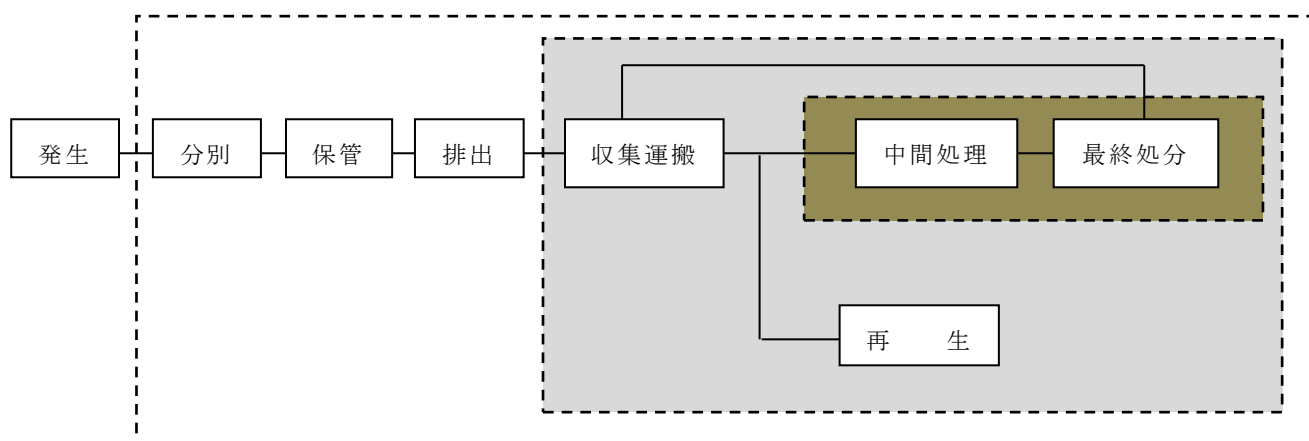 発生
分別
保管
排出
収集運搬
中間処理
最終処分
再　　生